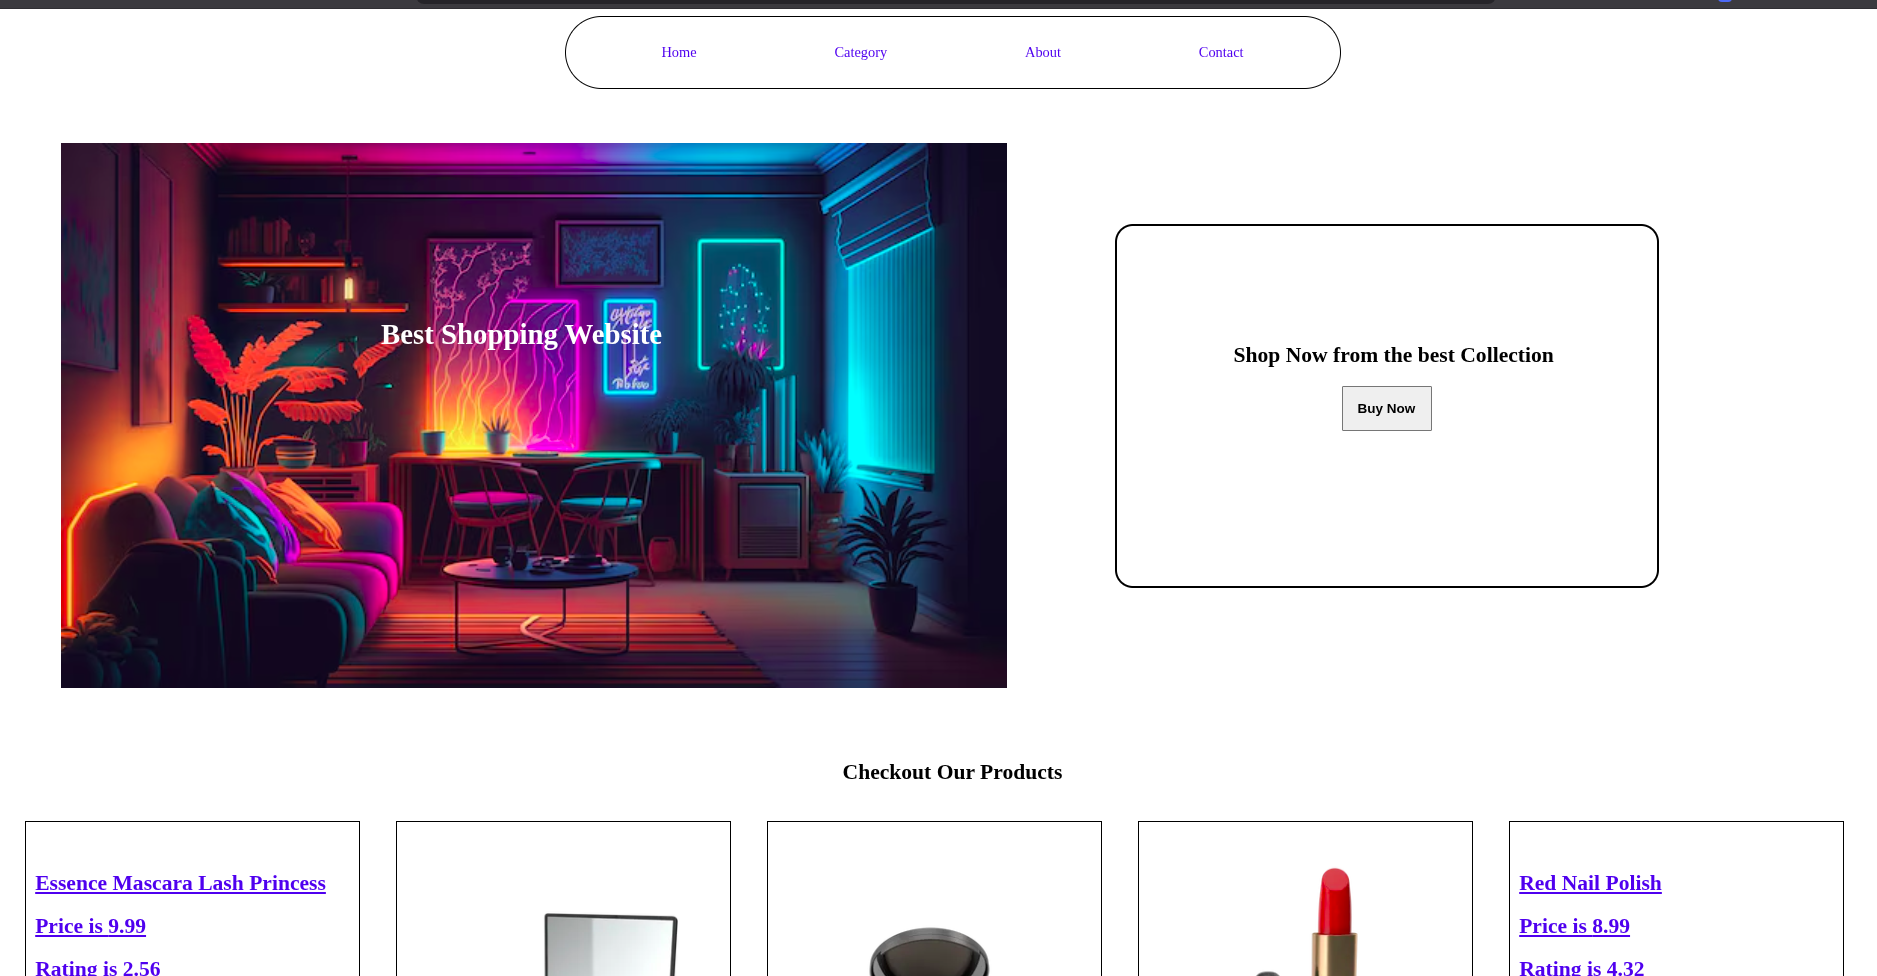 Home
Category
About
Contact
Best Shopping Website
Shop Now from the best Collection
Buy Now
Checkout Our Products
Essence Mascara Lash Princess
Price is 9.99
Rating is 2.56
Red Nail Polish
Price is 8.99
Rating is 4.32